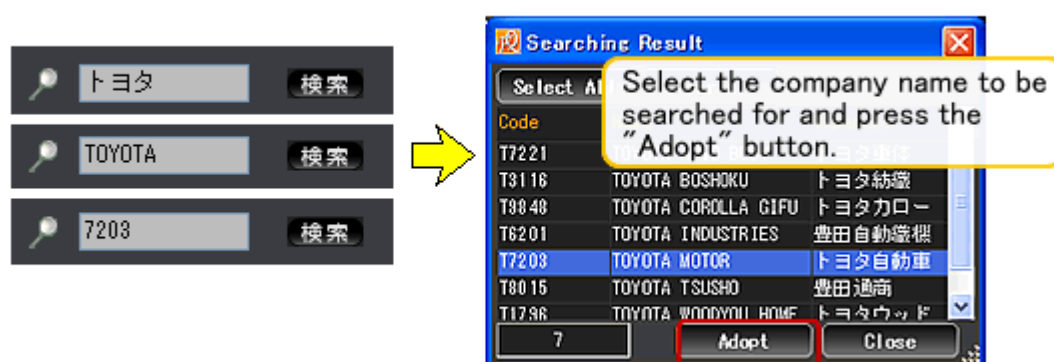 トヨタ 検索
TOYOTA 検索
7203 検索
Searching Result
Select Al
Select the company name to be
searched for and press the
"Adopt" button.
Code
T7221
T3116 TOYOTA BOSHOKU トヨタ紡織
T9848 TOYOTA COROLLA GIFU トヨタカロー
T6201 TOYOTA INDUSTRIES 豊田自動織機
T7203 TOYOTA MOTOR トヨタ自動車
T8015 TOYOTA TSUSHO 豊田通商
T1796 TOYOTA WOODYOU HOME トヨタウッド
7 Adopt Close